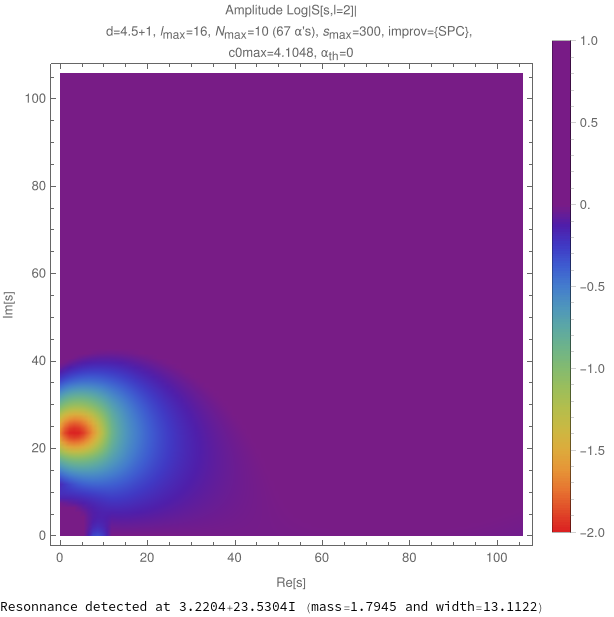 Amplitude Log|S[s,l=2]|
d=4.5+1, lmax=16, Nmax=10 (67 α's), smax=300, improv={SPC},
c0max=4.1048, αth=0
1.0
0.5
0.
−0.5
−1.0
−1.5
−2.0
100
80
60
40
20
0
Im[s]
0 20 40 60 80 100
Re[s]
Resonnance detected at 3.2204+23.5304I (mass=1.7945 and width=13.1122)